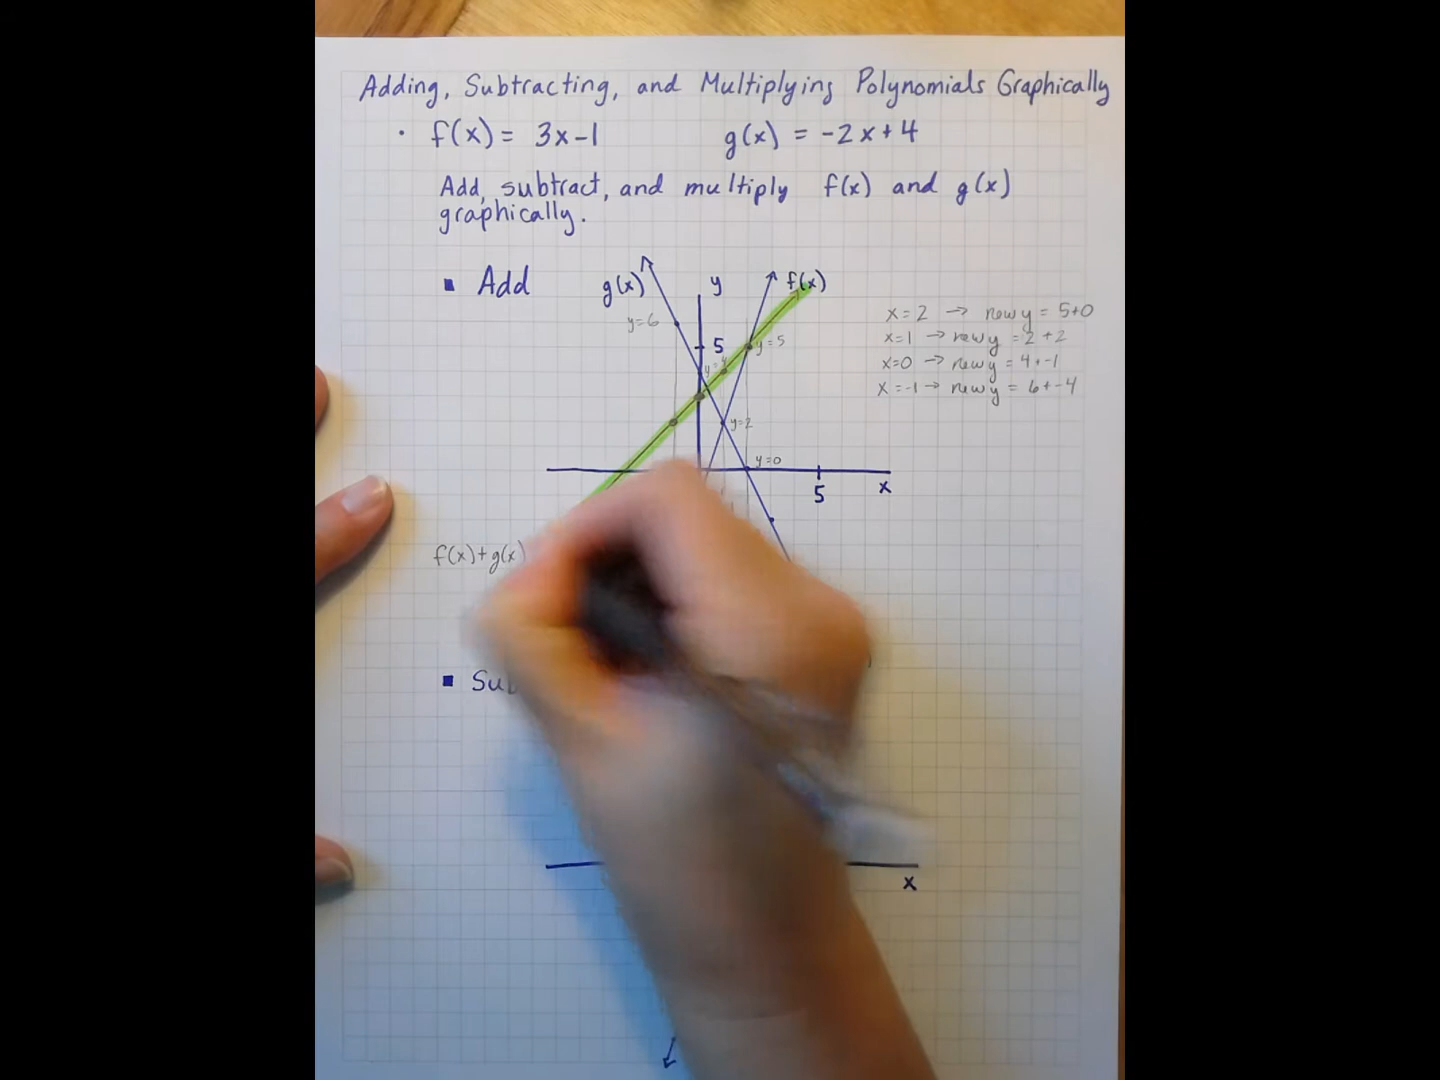 Adding, Subtracting, and Multiplying Polynomials Graphically
· f(x) = 3x-1 g(x) = -2x+4
Add, subtract, and multiply f(x) and g(x)
graphically.
▪ Add
g(x)
y
f(x)
y=6
5
y=5
y=4
y=2
y=0
5
x
x=2 → new y = 5+0
x=1 → new y = 2+2
x=0 → new y = 4+-1
x=-1 → new y = 6+-4
f(x)+g(x)
▪ Sub
x